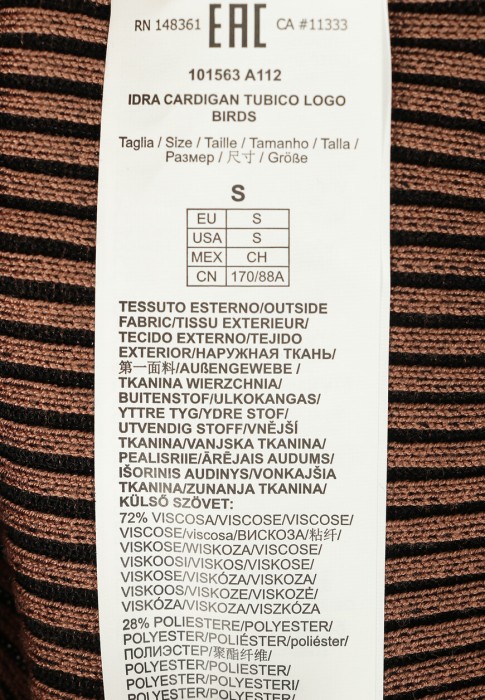 RN 148361 EAC CA #11333
101563 A112
IDRA CARDIGAN TUBICO LOGO
BIRDS
Taglia / Size / Taille / Tamanho / Talla /
Размер / 尺寸 / Größe
S
EU S
USA S
MEX CH
CN 170/88A
TESSUTO ESTERNO/OUTSIDE
FABRIC/TISSU EXTERIEUR/
TECIDO EXTERNO/TEJIDO
EXTERIOR/НАРУЖНАЯ ТКАНЬ/
第一面料/AUßENGEWEBE /
TKANINA WIERZCHNIA/
BUITENSTOF/ULKOKANGAS/
YTTRE TYG/YDRE STOF/
UTVENDIG STOFF/VNĚJŠÍ
TKANINA/VANJSKA TKANINA/
PEALISRIIE/ĀRĒJAIS AUDUMS/
IŠORINIS AUDINYS/VONKAJŠIA
TKANINA/ZUNANJA TKANINA/
KÜLSŐ SZÖVET:
72% VISCOSA/VISCOSE/VISCOSE/
VISCOSE/viscosa/ВИСКОЗА/粘纤/
VISKOSE/WISKOZA/VISCOSE/
VISKOOSI/VISKOS/VISKOSE/
VISKOSE/VISKÓZA/VISKOZA/
VISKOOS/VISKOZE/VISKOZĖ/
VISKÓZA/VISKOZA/VISZKÓZA
28% POLIESTERE/POLYESTER/
POLYESTER/POLIÉSTER/poliéster/
ПОЛИЭСТЕР/聚酯纤维/
POLYESTER/POLIESTER/
POLYESTER/POLYESTERI/
POLYESTER/POLYESTER/